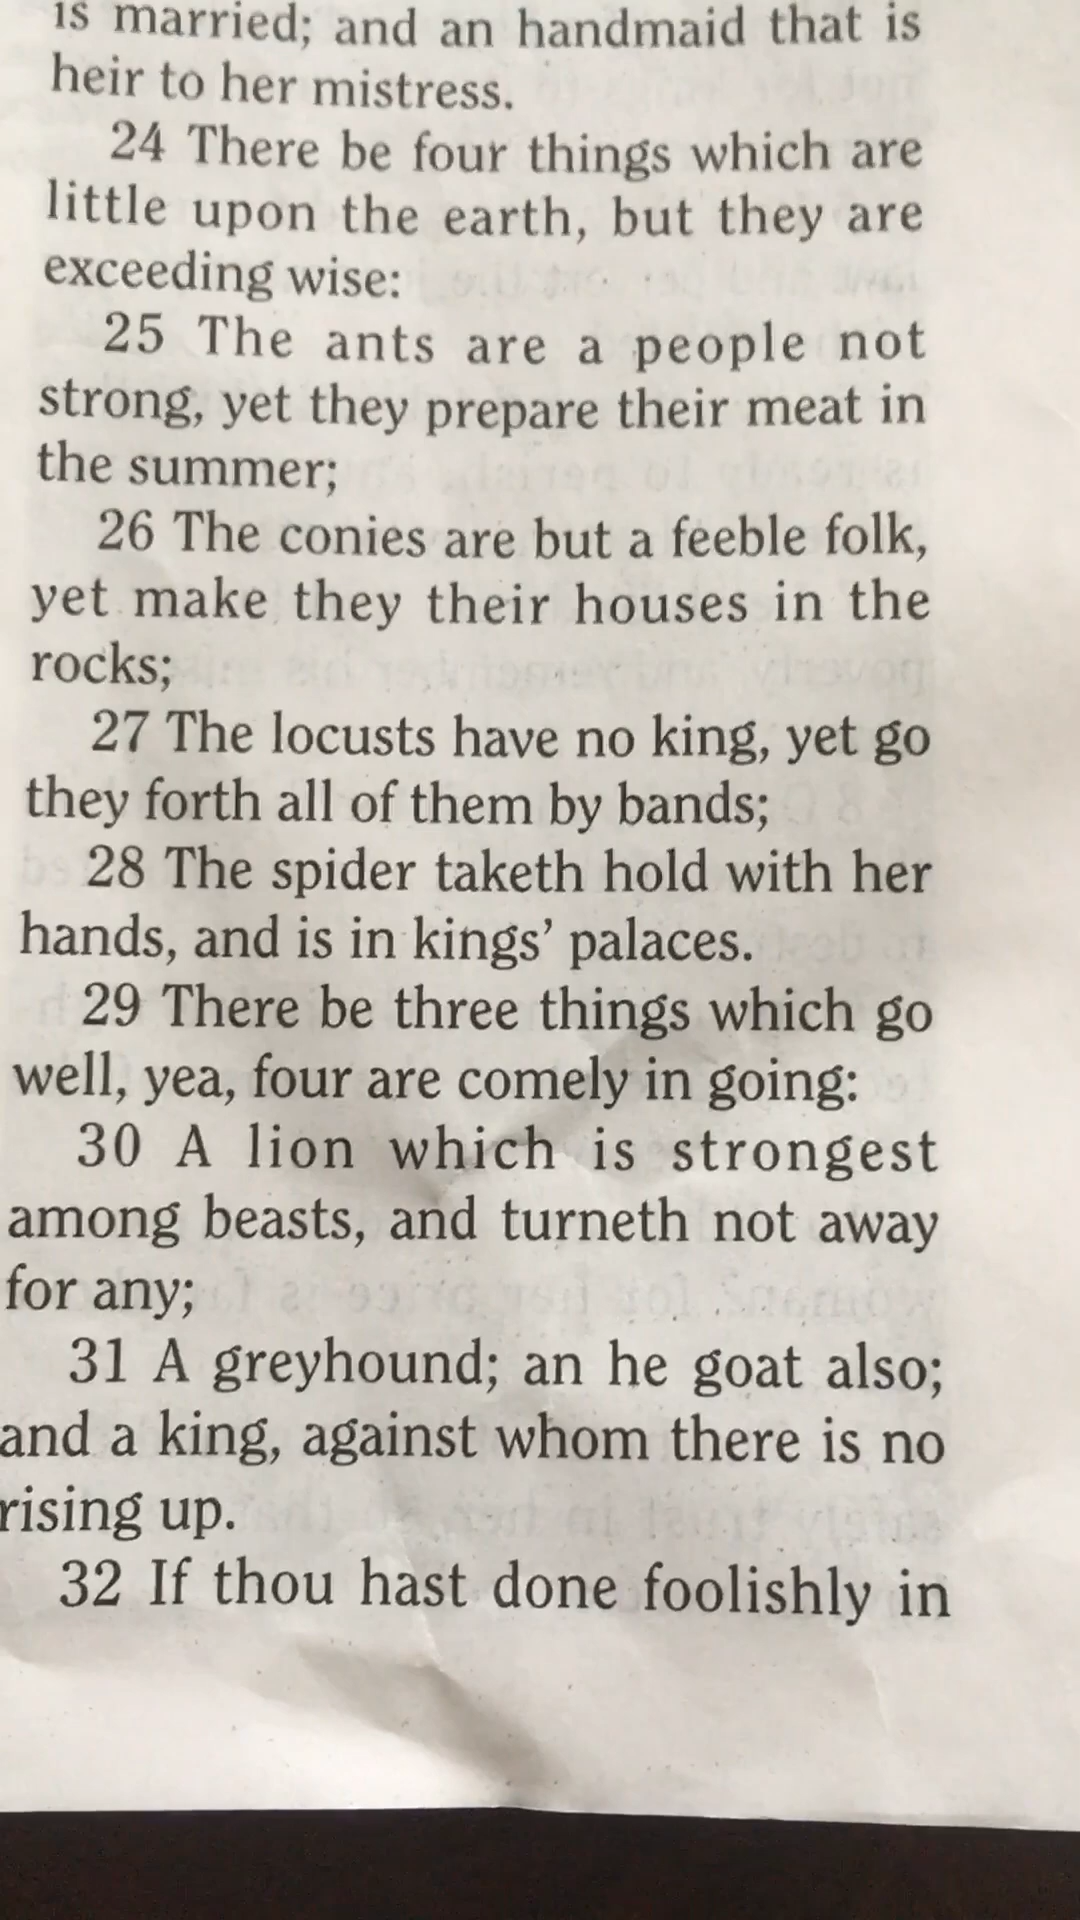 is married; and an handmaid that is
heir to her mistress.
24 There be four things which are
little upon the earth, but they are
exceeding wise:
25 The ants are a people not
strong, yet they prepare their meat in
the summer;
26 The conies are but a feeble folk,
yet make they their houses in the
rocks;
27 The locusts have no king, yet go
they forth all of them by bands;
28 The spider taketh hold with her
hands, and is in kings’ palaces.
29 There be three things which go
well, yea, four are comely in going:
30 A lion which is strongest
among beasts, and turneth not away
for any;
31 A greyhound; an he goat also;
and a king, against whom there is no
rising up.
32 If thou hast done foolishly in